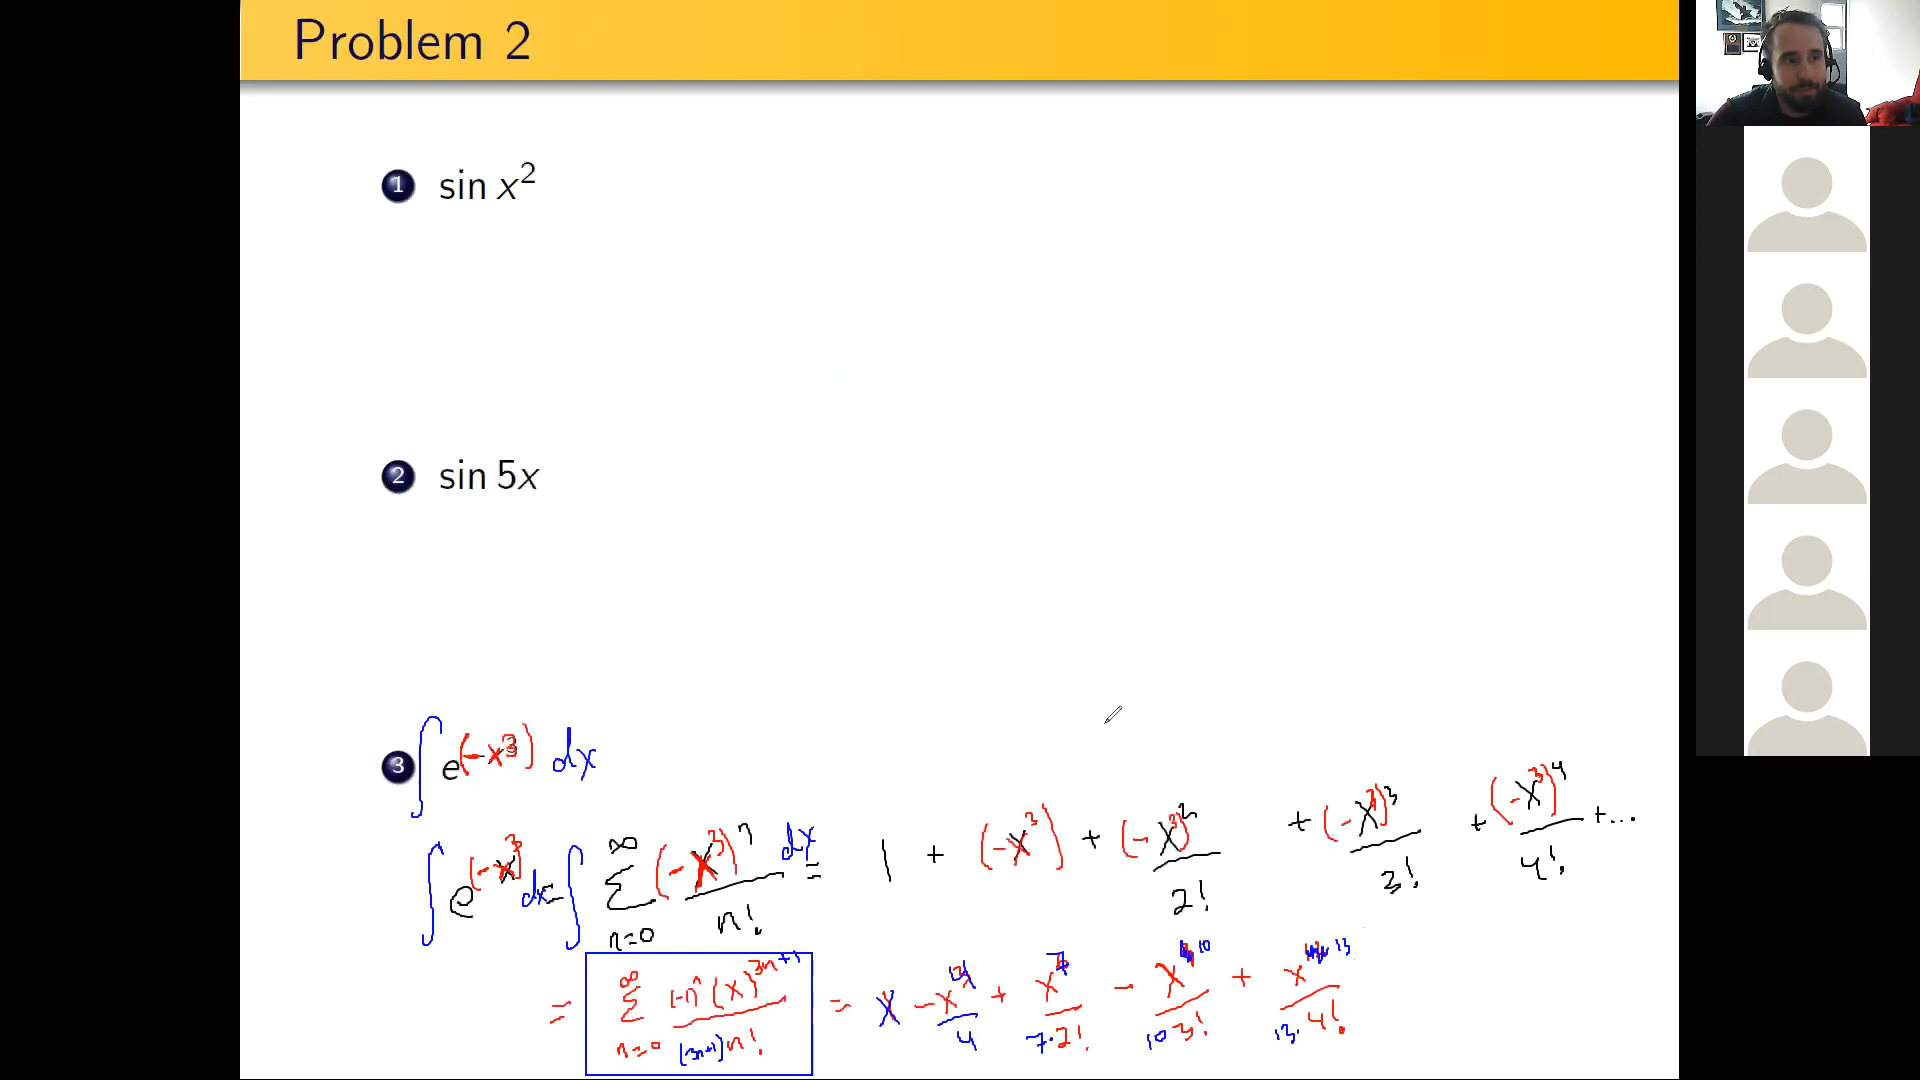 Problem 2
1 sin x²
2 sin 5x
3 ∫ e^(-x³) dx
∫ e^(-x³) dx = ∫ ∑_{n=0}^{∞} (-x³)ⁿ/n! dx = 1 + (-x³) + (-x³)²/2! + (-x³)³/3! + (-x³)⁴/4! + ...
= ∑_{n=0}^{∞} (-1)ⁿ (x)^{3n+1}/((3n+1) n!) = x - x⁴/4 + x⁷/(7·2!) - x¹⁰/(10·3!) + x¹³/(13·4!)